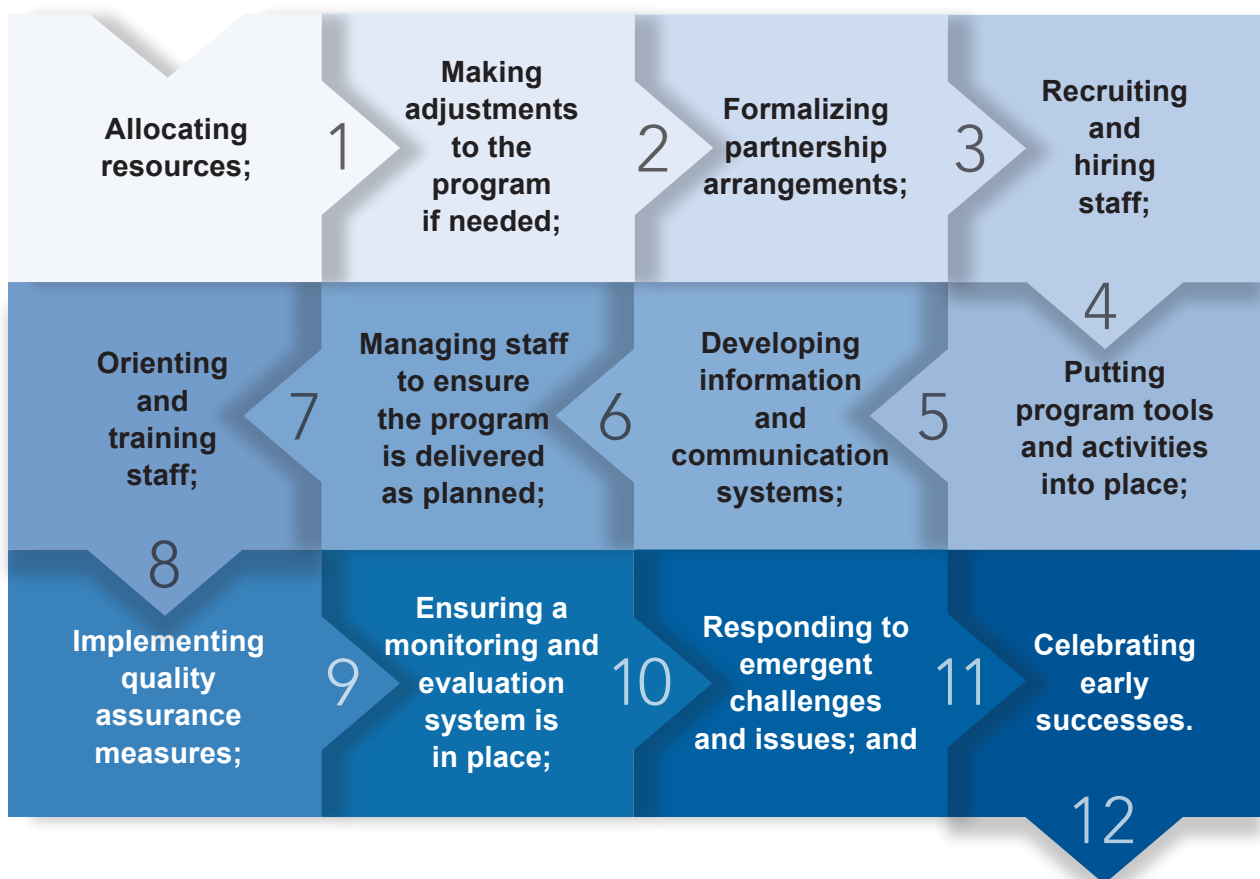 Allocating
resources;
1
Making
adjustments
to the
program
if needed;
2
Formalizing
partnership
arrangements;
3
Recruiting
and
hiring
staff;
4
Putting
program tools
and activities
into place;
5
Developing
information
and
communication
systems;
6
Managing staff
to ensure
the program
is delivered
as planned;
7
Orienting
and
training
staff;
8
Implementing
quality
assurance
measures;
9
Ensuring a
monitoring and
evaluation
system is
in place;
10
Responding to
emergent
challenges
and issues; and
11
Celebrating
early
successes.
12